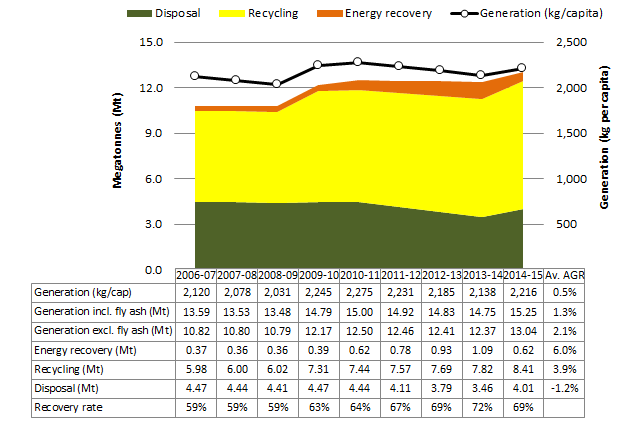 Disposal Recycling Energy recovery Generation (kg/capita)
15.0 2,500
12.0 2,000
9.0 1,500
6.0 1,000
3.0 500
0.0
Megatonnes (Mt)
Generation (kg per capita)
2006-07 2007-08 2008-09 2009-10 2010-11 2011-12 2012-13 2013-14 2014-15 Av. AGR
Generation (kg/cap) 2,120 2,078 2,031 2,245 2,275 2,231 2,185 2,138 2,216 0.5%
Generation incl. fly ash (Mt) 13.59 13.53 13.48 14.79 15.00 14.92 14.83 14.75 15.25 1.3%
Generation excl. fly ash (Mt) 10.82 10.80 10.79 12.17 12.50 12.46 12.41 12.37 13.04 2.1%
Energy recovery (Mt) 0.37 0.36 0.36 0.39 0.62 0.78 0.93 1.09 0.62 6.0%
Recycling (Mt) 5.98 6.00 6.02 7.31 7.44 7.57 7.69 7.82 8.41 3.9%
Disposal (Mt) 4.47 4.44 4.41 4.47 4.44 4.11 3.79 3.46 4.01 -1.2%
Recovery rate 59% 59% 59% 63% 64% 67% 69% 72% 69%